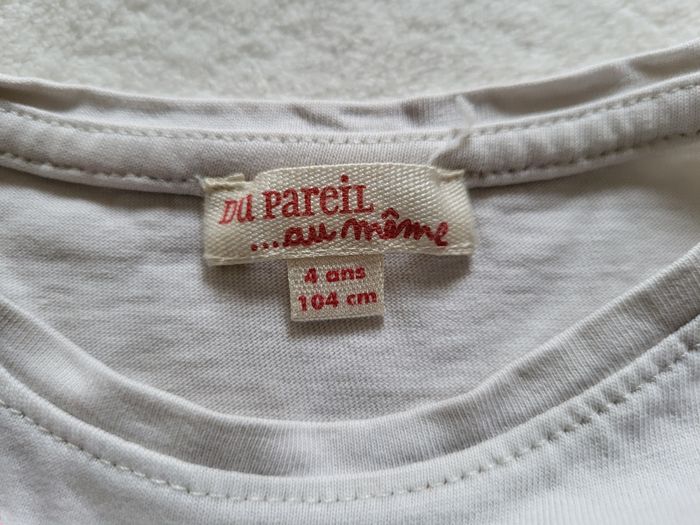 DU PAREIL
...au même
4 ans
104 cm